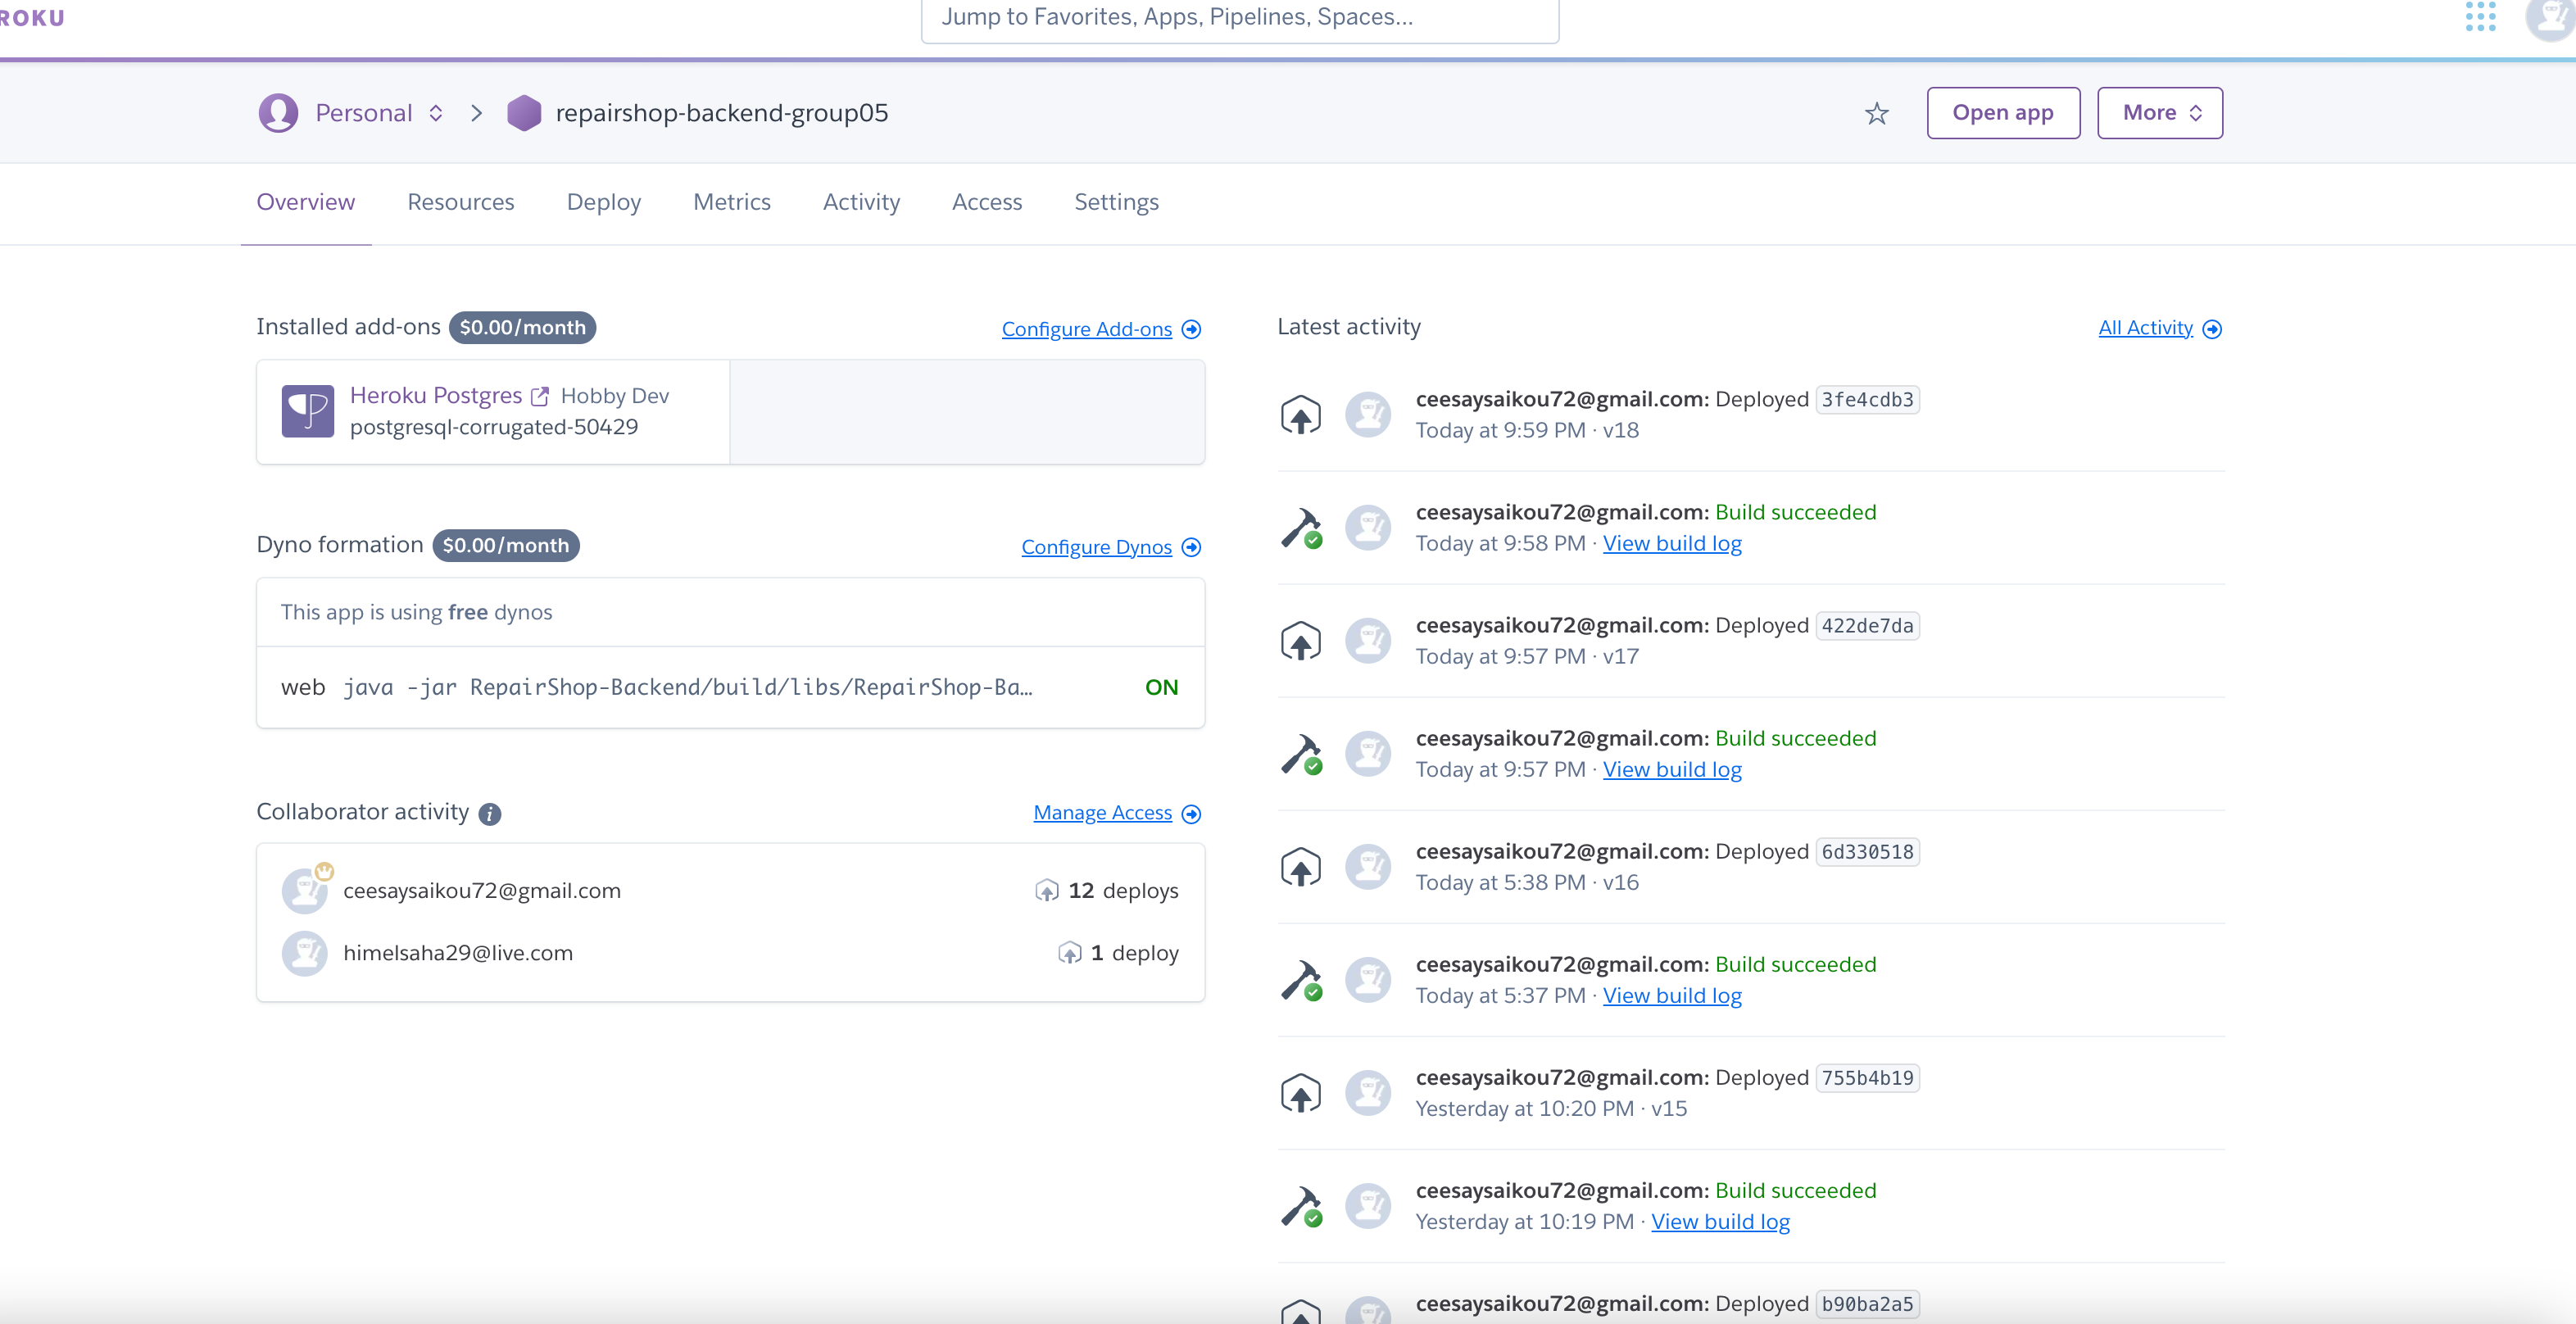 ROKU
Jump to Favorites, Apps, Pipelines, Spaces...
Personal
repairshop-backend-group05
Open app
More
Overview
Resources
Deploy
Metrics
Activity
Access
Settings
Installed add-ons $0.00/month
Configure Add-ons
Heroku Postgres Hobby Dev
postgresql-corrugated-50429
Dyno formation $0.00/month
Configure Dynos
This app is using free dynos
web java -jar RepairShop-Backend/build/libs/RepairShop-Ba… ON
Collaborator activity
Manage Access
ceesaysaikou72@gmail.com 12 deploys
himelsaha29@live.com 1 deploy
Latest activity
All Activity
ceesaysaikou72@gmail.com: Deployed 3fe4cdb3
Today at 9:59 PM · v18
ceesaysaikou72@gmail.com: Build succeeded
Today at 9:58 PM · View build log
ceesaysaikou72@gmail.com: Deployed 422de7da
Today at 9:57 PM · v17
ceesaysaikou72@gmail.com: Build succeeded
Today at 9:57 PM · View build log
ceesaysaikou72@gmail.com: Deployed 6d330518
Today at 5:38 PM · v16
ceesaysaikou72@gmail.com: Build succeeded
Today at 5:37 PM · View build log
ceesaysaikou72@gmail.com: Deployed 755b4b19
Yesterday at 10:20 PM · v15
ceesaysaikou72@gmail.com: Build succeeded
Yesterday at 10:19 PM · View build log
ceesaysaikou72@gmail.com: Deployed b90ba2a5